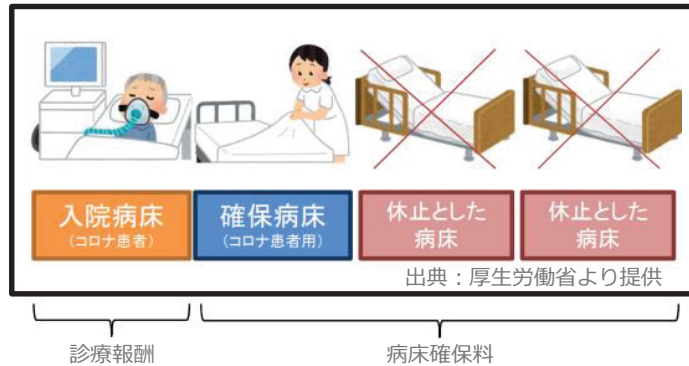 入院病床
(コロナ患者)
確保病床
(コロナ患者用)
休止とした
病床
休止とした
病床
出典：厚生労働省より提供
診療報酬
病床確保料